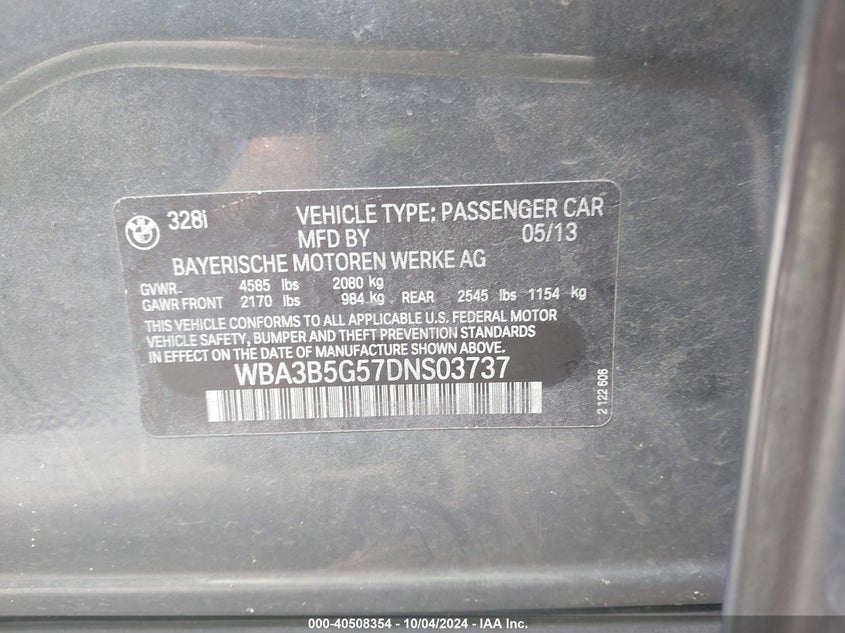 BMW
328i VEHICLE TYPE: PASSENGER CAR
MFD BY 05/13
BAYERISCHE MOTOREN WERKE AG
GVWR. 4585 lbs 2080 kg
GAWR FRONT 2170 lbs 984 kg REAR 2545 lbs 1154 kg
THIS VEHICLE CONFORMS TO ALL APPLICABLE U.S. FEDERAL MOTOR
VEHICLE SAFETY, BUMPER AND THEFT PREVENTION STANDARDS
IN EFFECT ON THE DATE OF MANUFACTURE SHOWN ABOVE.
WBA3B5G57DNS03737
2 122 606
000-40508354 - 10/04/2024 - IAA Inc.